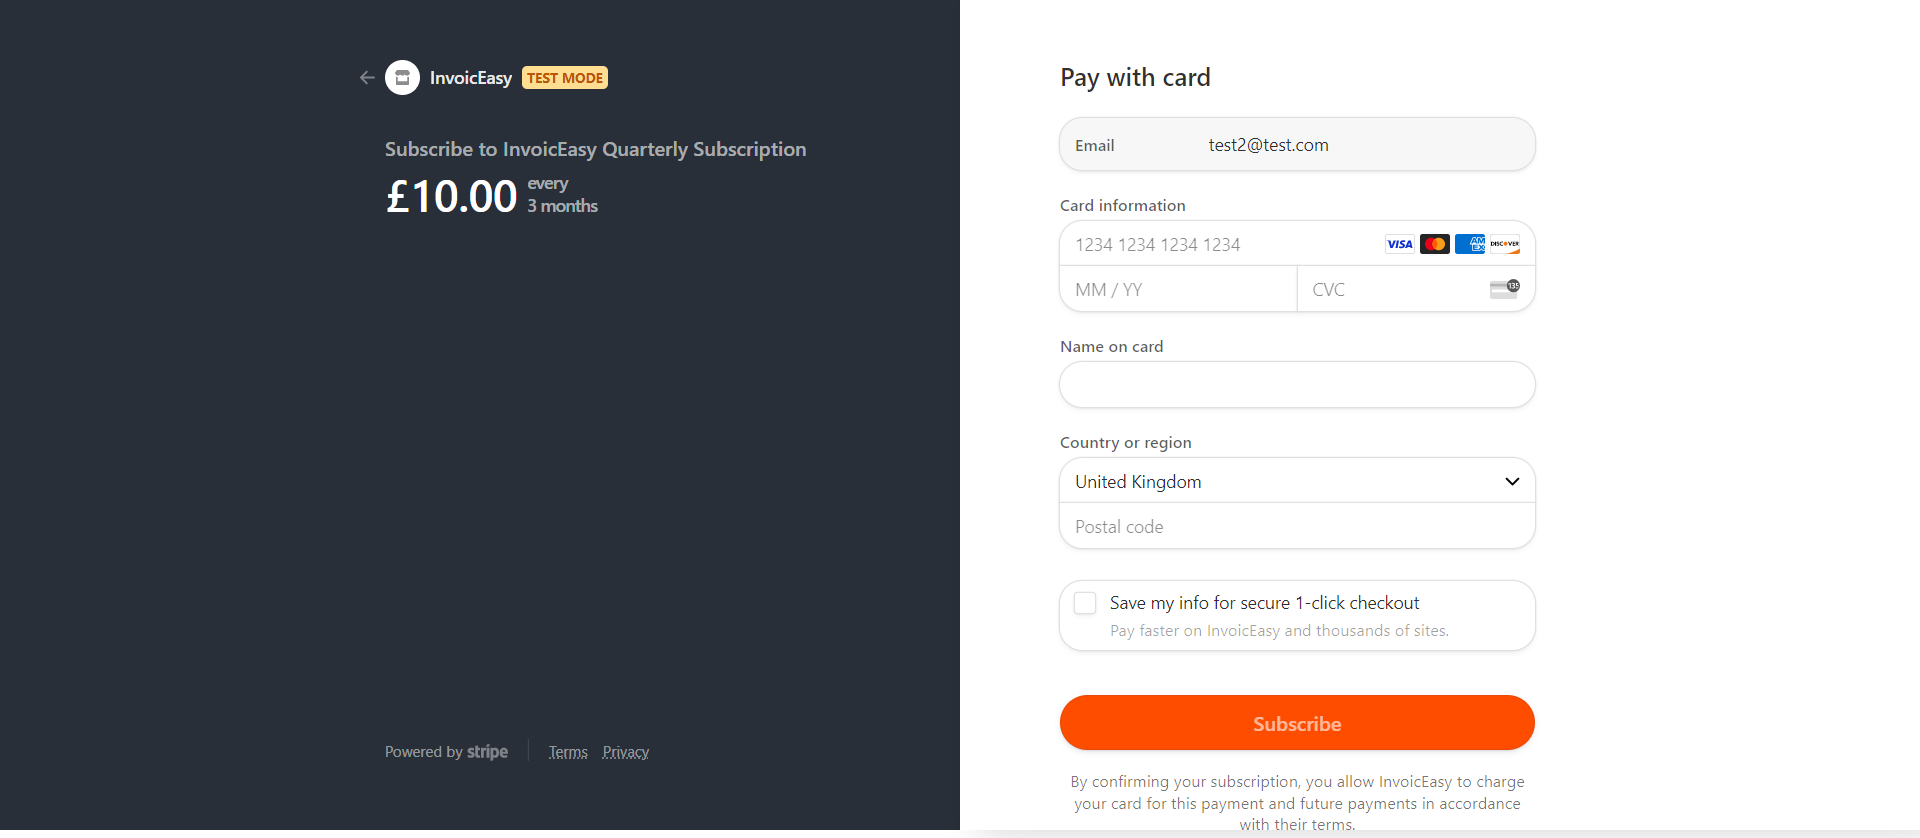 InvoicEasy TEST MODE
Subscribe to InvoicEasy Quarterly Subscription
£10.00 every
3 months
Powered by stripe Terms Privacy
Pay with card
Email test2@test.com
Card information
1234 1234 1234 1234 VISA AM EX DISCOVER
MM / YY CVC 135
Name on card
Country or region
United Kingdom
Postal code
Save my info for secure 1-click checkout
Pay faster on InvoicEasy and thousands of sites.
Subscribe
By confirming your subscription, you allow InvoicEasy to charge
your card for this payment and future payments in accordance
with their terms.